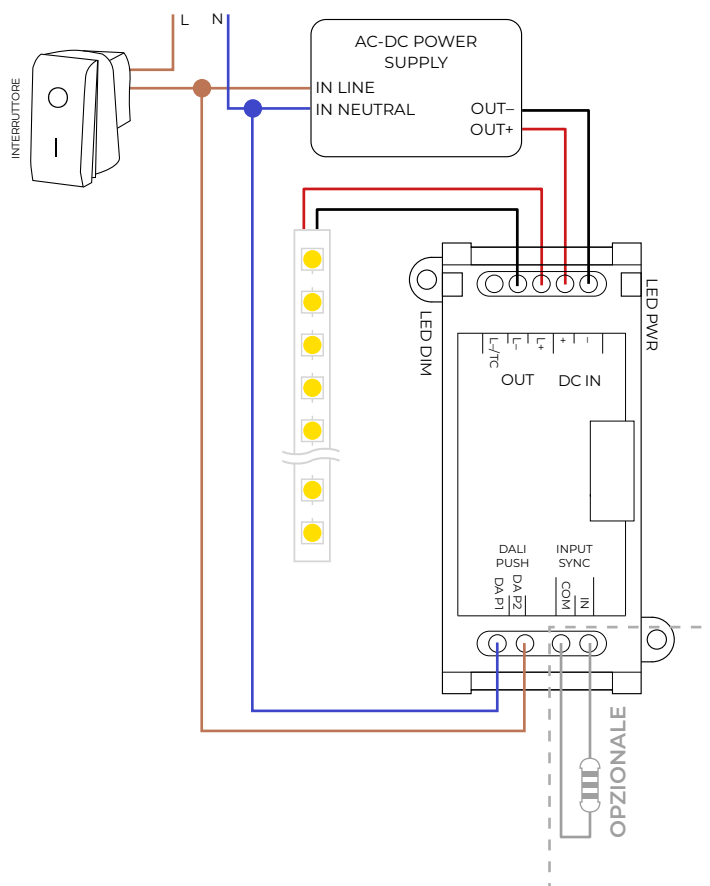 L N
INTERRUTTORE
AC-DC POWER
SUPPLY
IN LINE
IN NEUTRAL
OUT–
OUT+
LED DIM
LED PWR
L-/TC
L-
L+
+
–
OUT
DC IN
DALI
PUSH
INPUT
SYNC
DA P1
DA P2
COM
IN
OPZIONALE